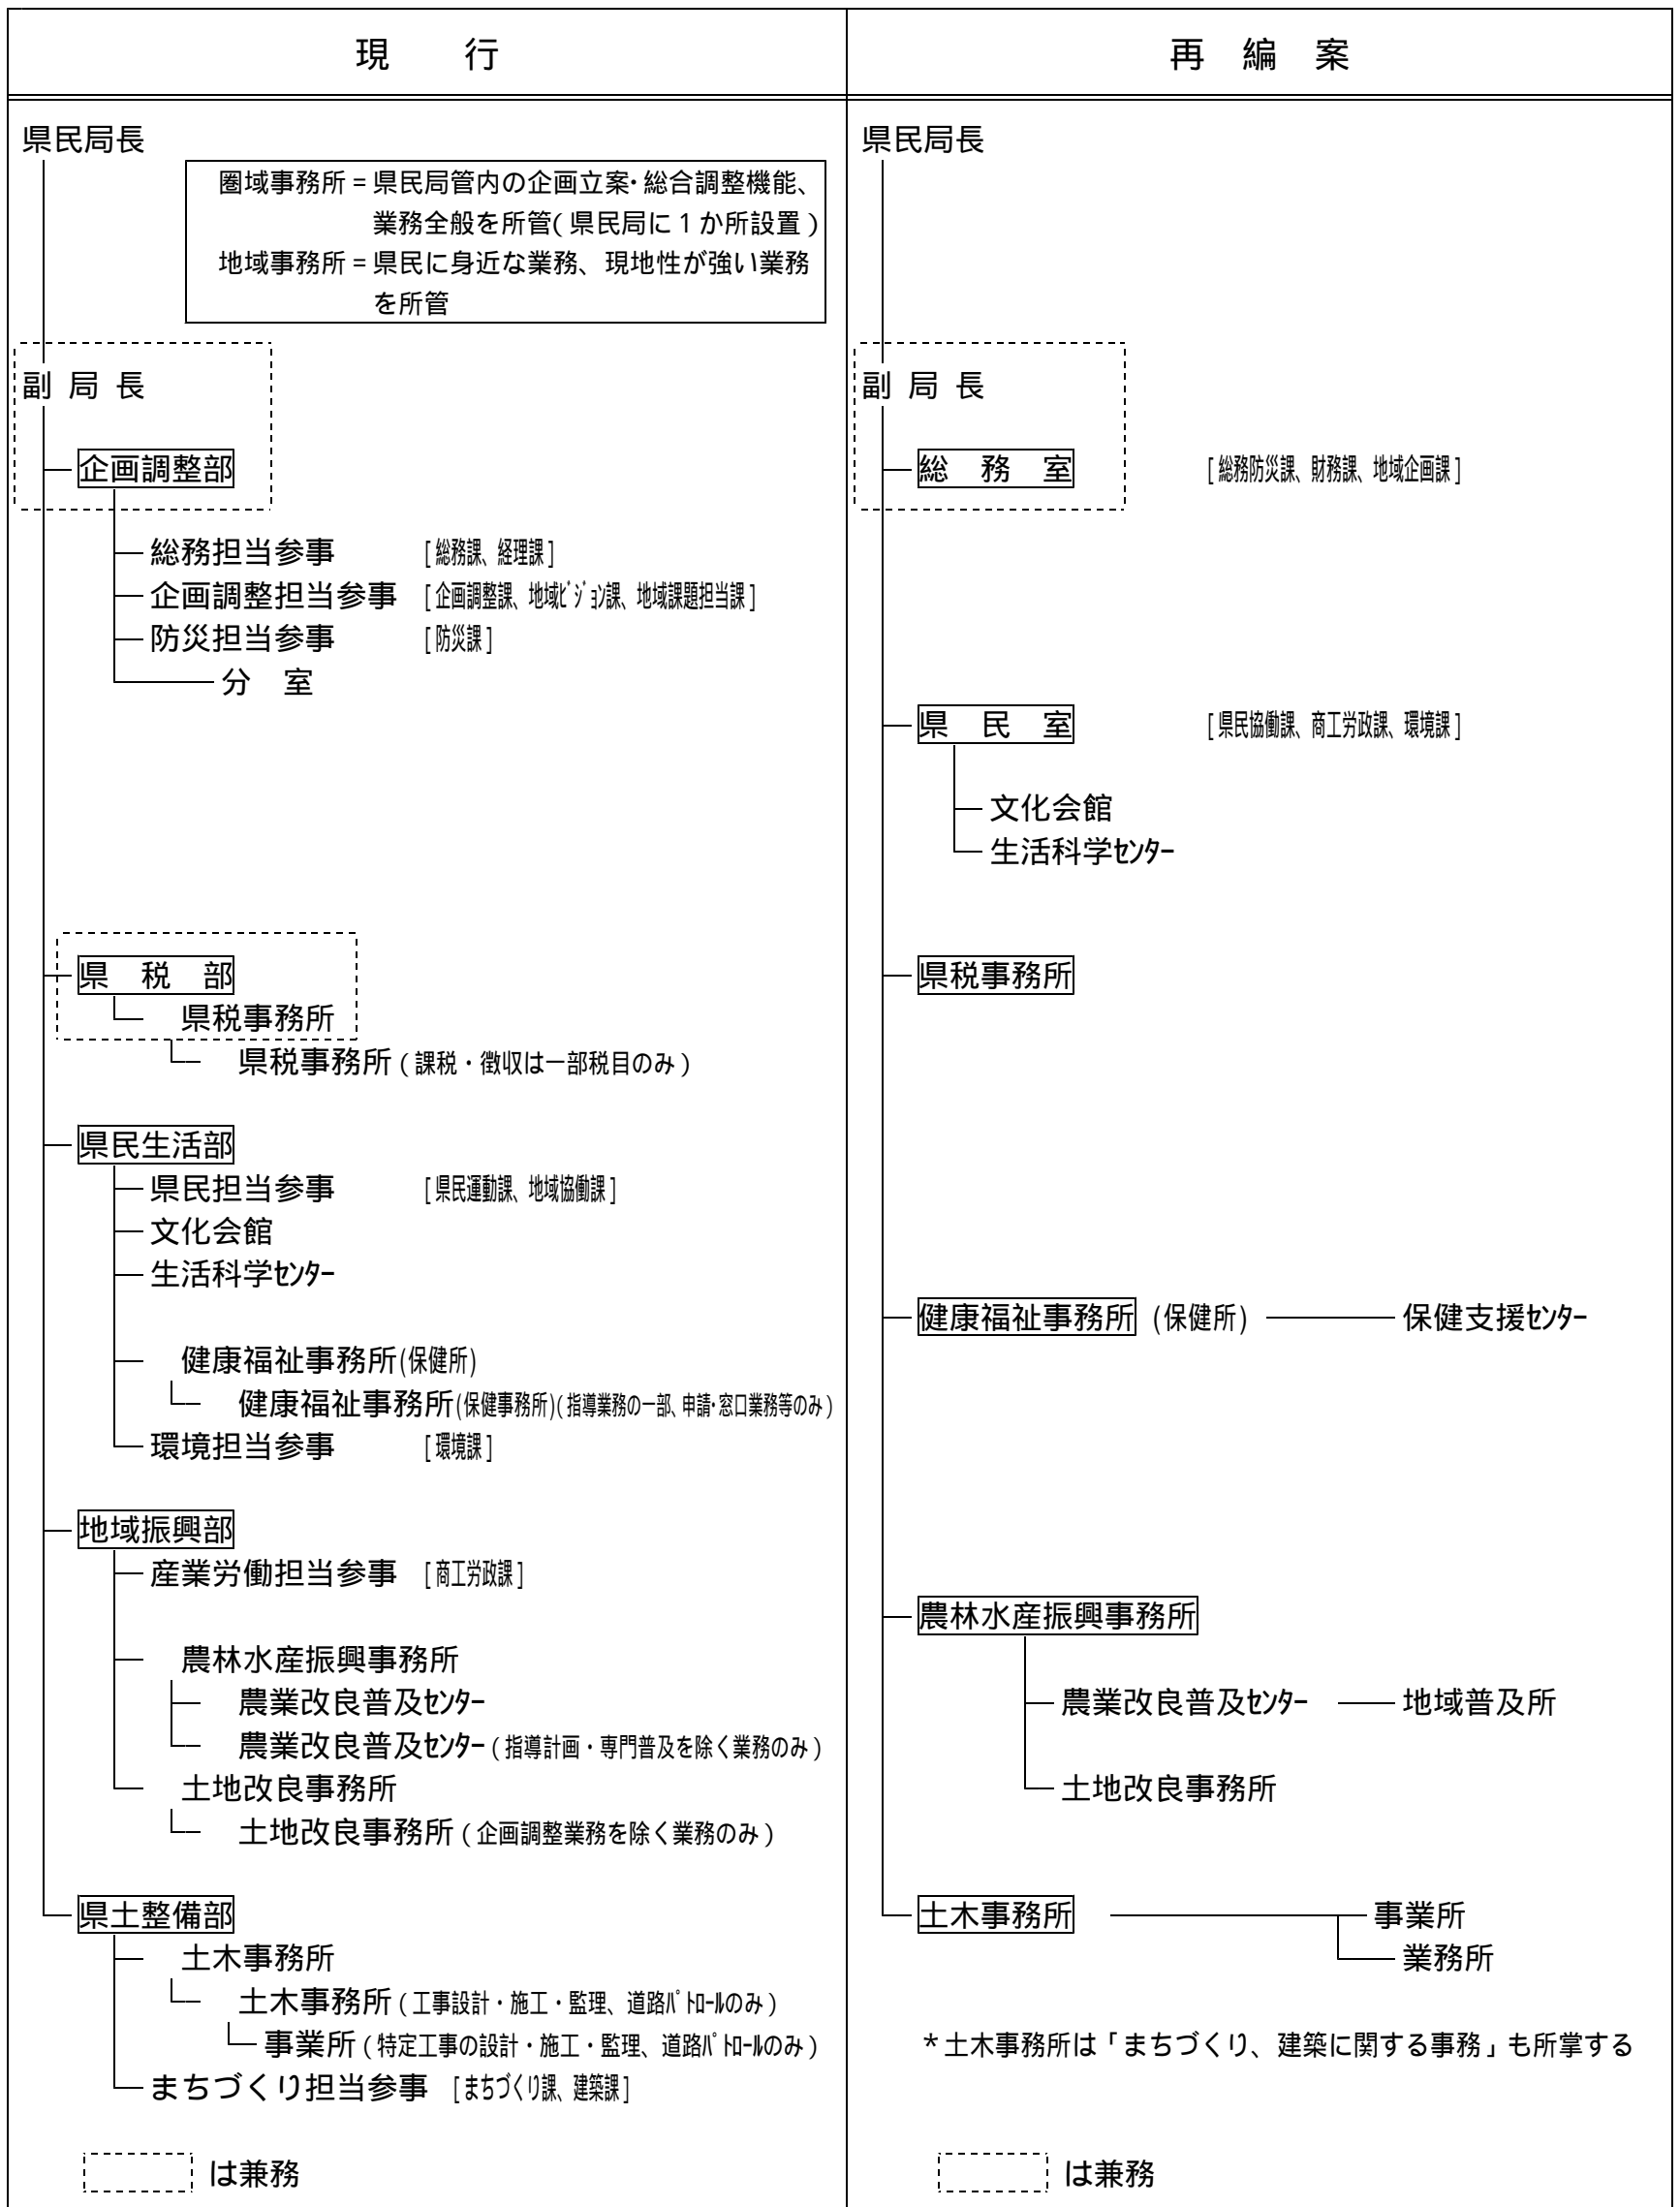 現　行
再　編　案
県民局長
圏域事務所＝県民局管内の企画立案・総合調整機能、
業務全般を所管(県民局に１か所設置)
地域事務所＝県民に身近な業務、現地性が強い業務
を所管
副 局 長
企画調整部
総務担当参事　[総務課、経理課]
企画調整担当参事　[企画調整課、地域ﾋﾞｼﾞｮﾝ課、地域課題担当課]
防災担当参事　[防災課]
分　室
県　税　部
県税事務所
県税事務所(課税・徴収は一部税目のみ)
県民生活部
県民担当参事　[県民運動課、地域協働課]
文化会館
生活科学ｾﾝﾀｰ
健康福祉事務所(保健所)
健康福祉事務所(保健事務所)(指導業務の一部、申請・窓口業務等のみ)
環境担当参事　[環境課]
地域振興部
産業労働担当参事　[商工労政課]
農林水産振興事務所
農業改良普及ｾﾝﾀｰ
農業改良普及ｾﾝﾀｰ(指導計画・専門普及を除く業務のみ)
土地改良事務所
土地改良事務所(企画調整業務を除く業務のみ)
県土整備部
土木事務所
土木事務所(工事設計・施工・監理、道路ﾊﾟﾄﾛｰﾙのみ)
事業所(特定工事の設計・施工・監理、道路ﾊﾟﾄﾛｰﾙのみ)
まちづくり担当参事　[まちづくり課、建築課]
は兼務
県民局長
副 局 長
総　務　室　[総務防災課、財務課、地域企画課]
県　民　室　[県民協働課、商工労政課、環境課]
文化会館
生活科学ｾﾝﾀｰ
県税事務所
健康福祉事務所 (保健所)　保健支援ｾﾝﾀｰ
農林水産振興事務所
農業改良普及ｾﾝﾀｰ　地域普及所
土地改良事務所
土木事務所　事業所
業務所
＊土木事務所は「まちづくり、建築に関する事務」も所掌する
は兼務